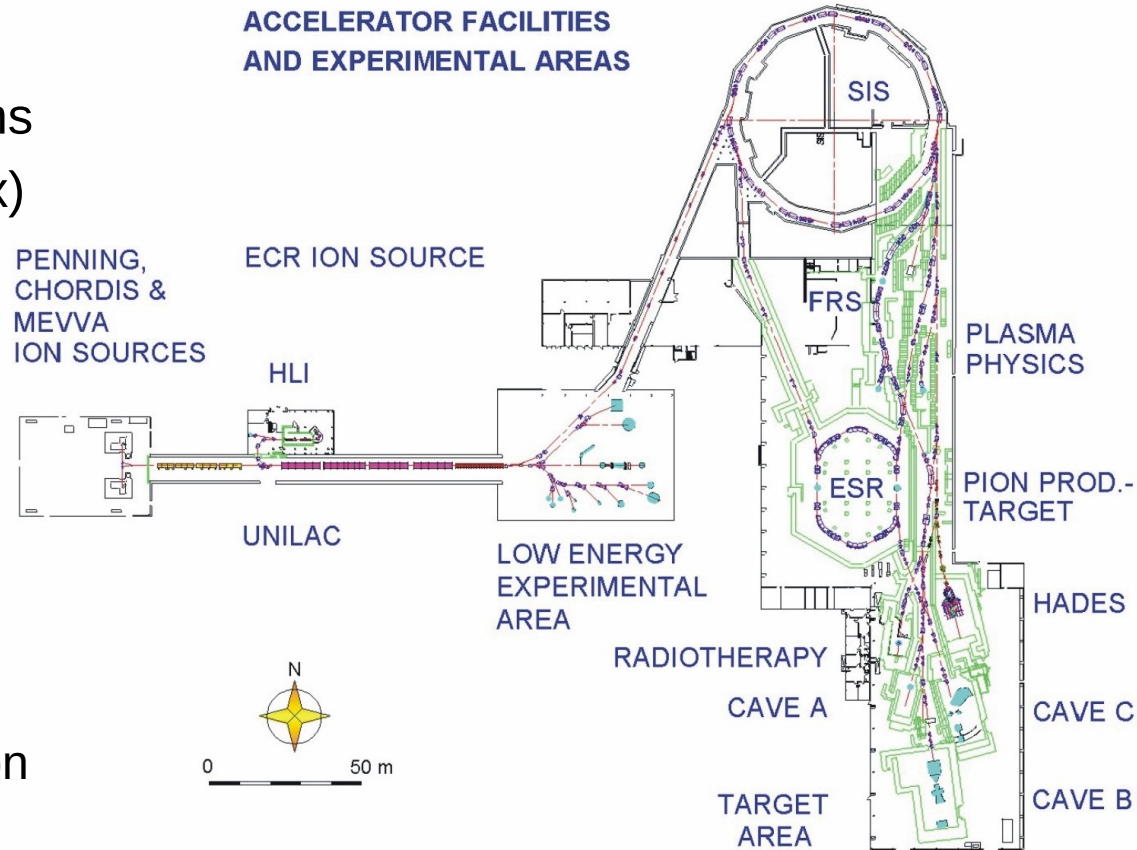 ACCELERATOR FACILITIES
AND EXPERIMENTAL AREAS
SIS
SIS
PENNING,
CHORDIS &
MEVVA
ION SOURCES
ECR ION SOURCE
HLI
FRS
PLASMA
PHYSICS
UNILAC
ESR
PION PROD.-
TARGET
LOW ENERGY
EXPERIMENTAL
AREA
HADES
RADIOTHERAPY
CAVE A
CAVE C
N
0 50 m
TARGET
AREA
CAVE B
x)